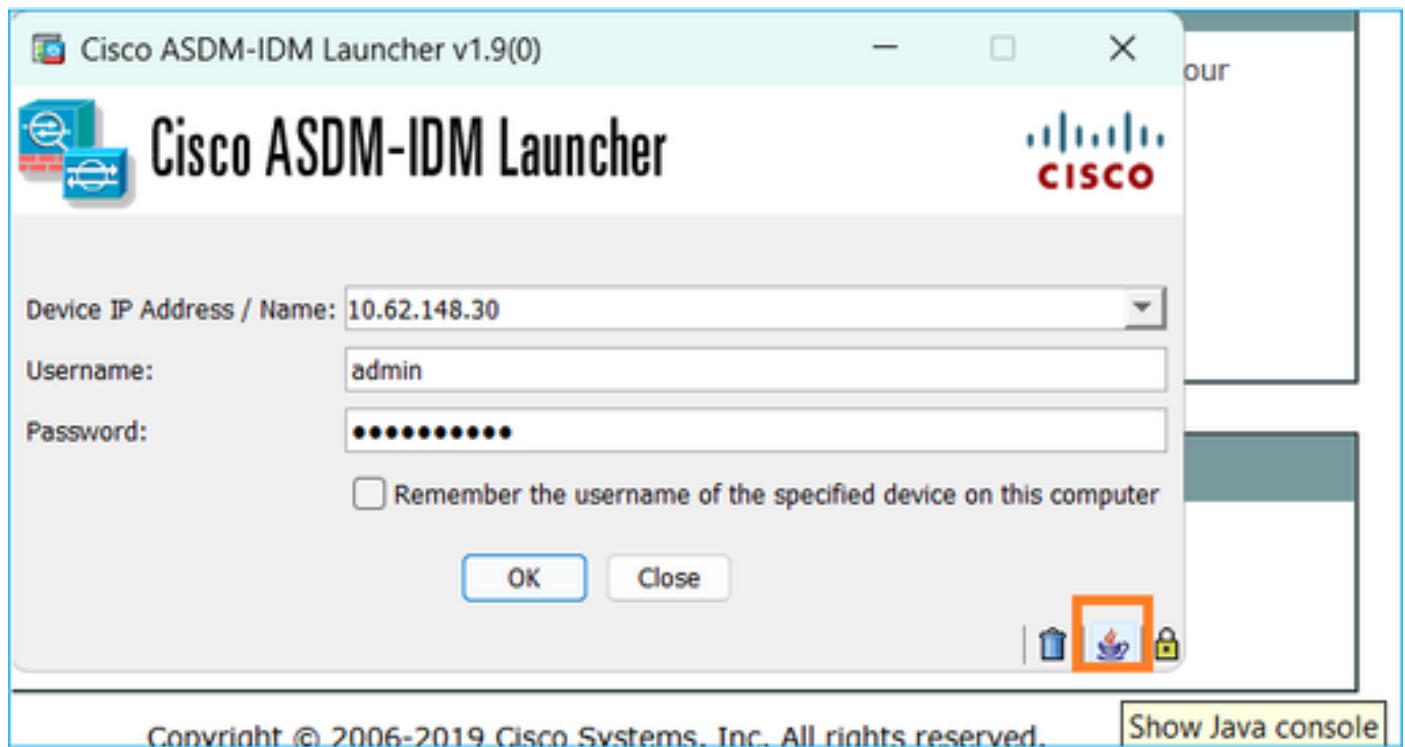 Cisco ASDM-IDM Launcher v1.9(0)
our
Cisco ASDM-IDM Launcher
CISCO
Device IP Address / Name: 10.62.148.30
Username: admin
Password: ••••••••••
Remember the username of the specified device on this computer
OK Close
Show Java console
Copyright © 2006-2019 Cisco Systems, Inc. All rights reserved.